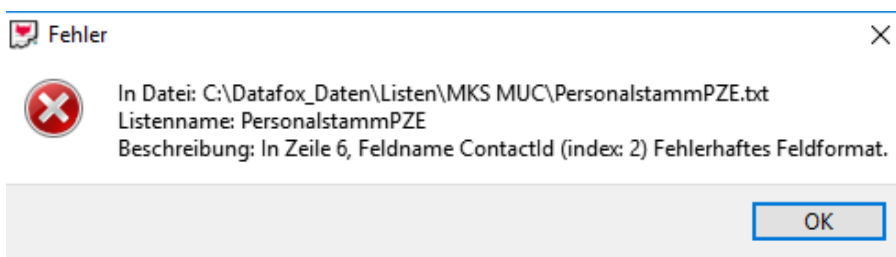 Fehler
In Datei: C:\Datafox_Daten\Listen\MKS MUC\PersonalstammPZE.txt
Listenname: PersonalstammPZE
Beschreibung: In Zeile 6, Feldname ContactId (index: 2) Fehlerhaftes Feldformat.
OK